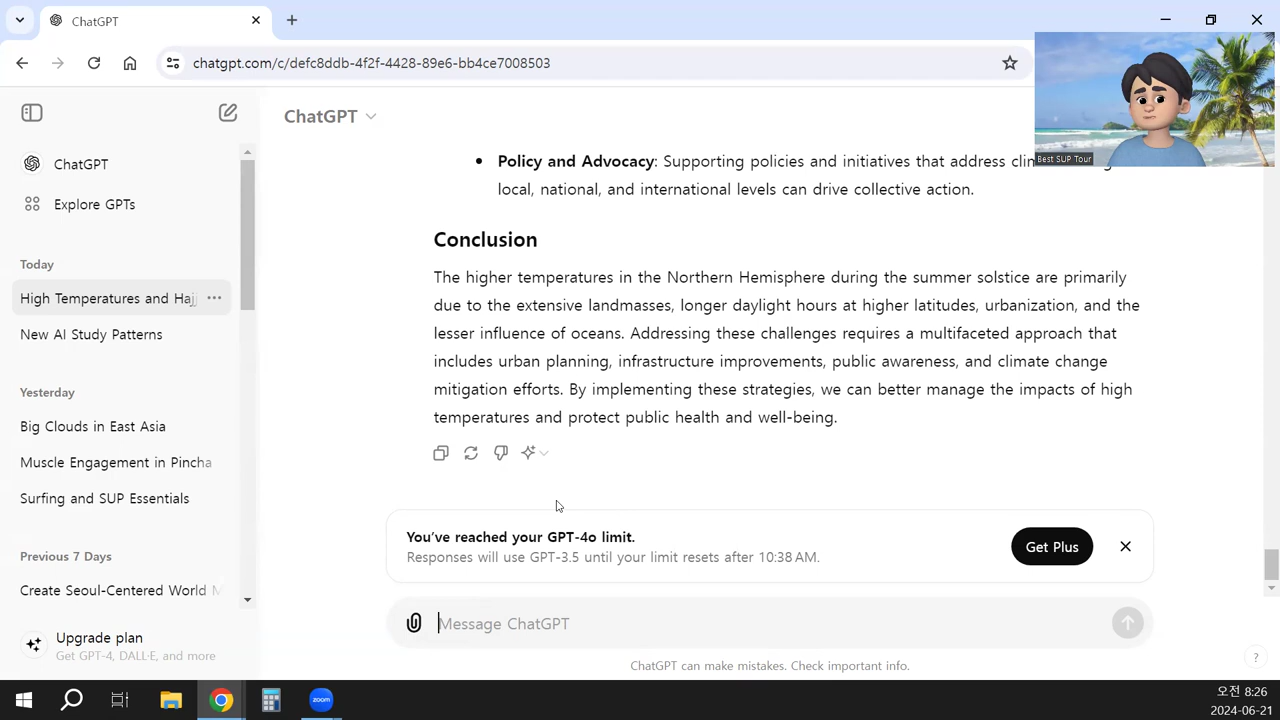 ChatGPT
chatgpt.com/c/defc8ddb-4f2f-4428-89e6-bb4ce7008503
Best SUP Tour
ChatGPT
Explore GPTs
Today
High Temperatures and Hajj
New AI Study Patterns
Yesterday
Big Clouds in East Asia
Muscle Engagement in Pincha
Surfing and SUP Essentials
Previous 7 Days
Create Seoul-Centered World M
Upgrade plan
Get GPT-4, DALL·E, and more
ChatGPT
• Policy and Advocacy: Supporting policies and initiatives that address
local, national, and international levels can drive collective action.
Conclusion
The higher temperatures in the Northern Hemisphere during the summer solstice are primarily
due to the extensive landmasses, longer daylight hours at higher latitudes, urbanization, and the
lesser influence of oceans. Addressing these challenges requires a multifaceted approach that
includes urban planning, infrastructure improvements, public awareness, and climate change
mitigation efforts. By implementing these strategies, we can better manage the impacts of high
temperatures and protect public health and well-being.
You've reached your GPT-4o limit.
Responses will use GPT-3.5 until your limit resets after 10:38 AM.
Get Plus
Message ChatGPT
ChatGPT can make mistakes. Check important info.
?
zoom
오전 8:26
2024-06-21